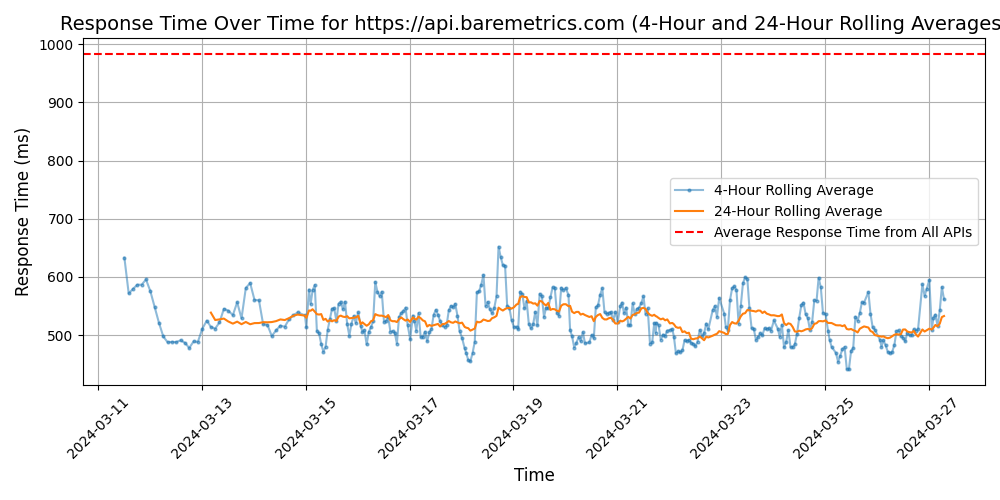 Response Time Over Time for https://api.baremetrics.com (4-Hour and 24-Hour Rolling Averages
Response Time (ms)
1000
900
800
700
600
500
4-Hour Rolling Average
24-Hour Rolling Average
Average Response Time from All APIs
2024-03-11
2024-03-13
2024-03-15
2024-03-17
2024-03-19
2024-03-21
2024-03-23
2024-03-25
2024-03-27
Time